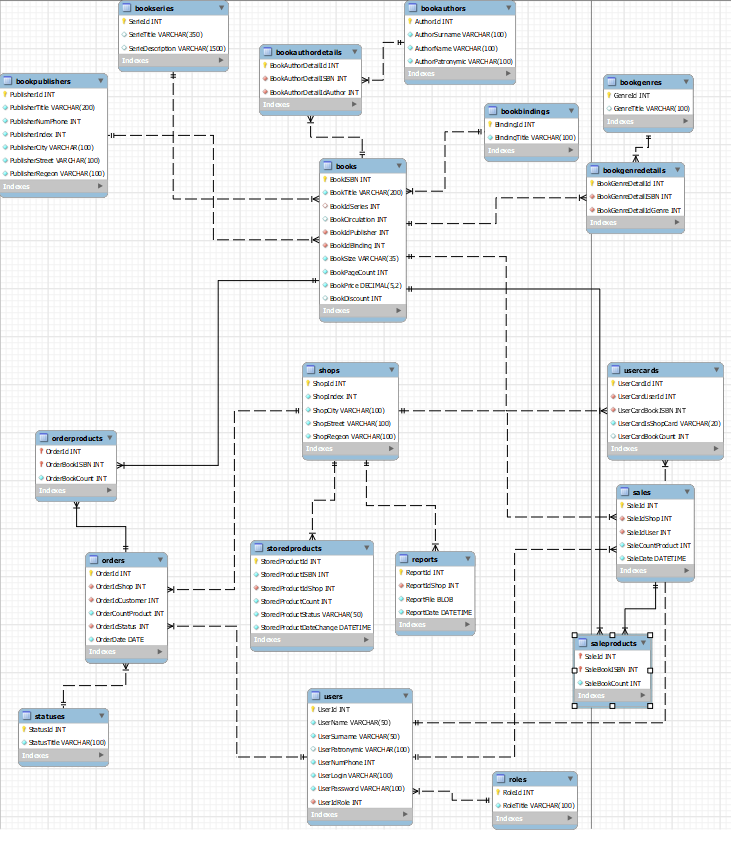 bookseries
SerieId INT
SerieTitle VARCHAR(350)
SerieDescription VARCHAR(1500)
Indexes
bookauthors
AuthorId INT
AuthorSurname VARCHAR(100)
AuthorName VARCHAR(100)
AuthorPatronymic VARCHAR(100)
Indexes
bookauthordetails
BookAuthorDetailId INT
BookAuthorDetailISBN INT
BookAuthorDetailIdAuthor INT
Indexes
bookpublishers
PublisherId INT
PublisherTitle VARCHAR(200)
PublisherNumPhone INT
PublisherIndex INT
PublisherCity VARCHAR(100)
PublisherStreet VARCHAR(100)
PublisherRegeon VARCHAR(100)
Indexes
bookgenres
GenreId INT
GenreTitle VARCHAR(100)
Indexes
bookbindings
BindingId INT
BindingTitle VARCHAR(100)
Indexes
books
BookISBN INT
BookTitle VARCHAR(200)
BookIdSeries INT
BookCirculation INT
BookIdPublisher INT
BookIdBinding INT
BookSize VARCHAR(35)
BookPageCount INT
BookPrice DECIMAL(5,2)
BookDiscount INT
Indexes
bookgenredetails
BookGenreDetailId INT
BookGenreDetailISBN INT
BookGenreDetailIdGenre INT
Indexes
shops
ShopId INT
ShopIndex INT
ShopCity VARCHAR(100)
ShopStreet VARCHAR(100)
ShopRegeon VARCHAR(100)
Indexes
usercards
UserCardId INT
UserCardUserId INT
UserCardBookISBN INT
UserCardIsShopCard VARCHAR(20)
UserCardBookCount INT
Indexes
orderproducts
OrderId INT
OrderBookISBN INT
OrderBookCount INT
Indexes
sales
SaleId INT
SaleIdShop INT
SaleIdUser INT
SaleCountProduct INT
SaleDate DATETIME
Indexes
orders
OrderId INT
OrderIdShop INT
OrderIdCustomer INT
OrderCountProduct INT
OrderIdStatus INT
OrderDate DATE
Indexes
storedproducts
StoredProductId INT
StoredProductISBN INT
StoredProductIdShop INT
StoredProductCount INT
StoredProductStatus VARCHAR(50)
StoredProductDateChange DATETIME
Indexes
reports
ReportId INT
ReportIdShop INT
ReportFile BLOB
ReportDate DATETIME
Indexes
saleproducts
SaleId INT
SaleBookISBN INT
SaleBookCount INT
Indexes
statuses
StatusId INT
StatusTitle VARCHAR(100)
Indexes
users
UserId INT
UserName VARCHAR(50)
UserSurname VARCHAR(50)
UserPatronymic VARCHAR(100)
UserNumPhone INT
UserLogin VARCHAR(100)
UserPassword VARCHAR(100)
UserIdRole INT
Indexes
roles
RoleId INT
RoleTitle VARCHAR(100)
Indexes